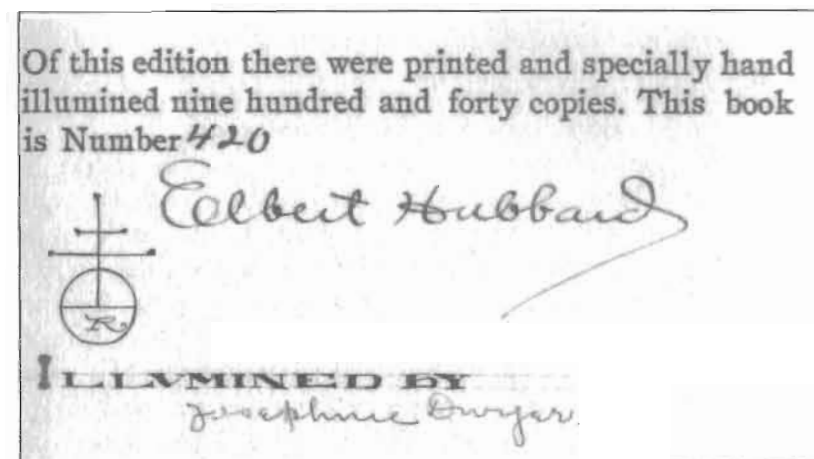 Of this edition there were printed and specially hand
illumined nine hundred and forty copies. This book
is Number 420
Elbert Hubbard
R
ILLVMINED BY
Josephine Dwyer